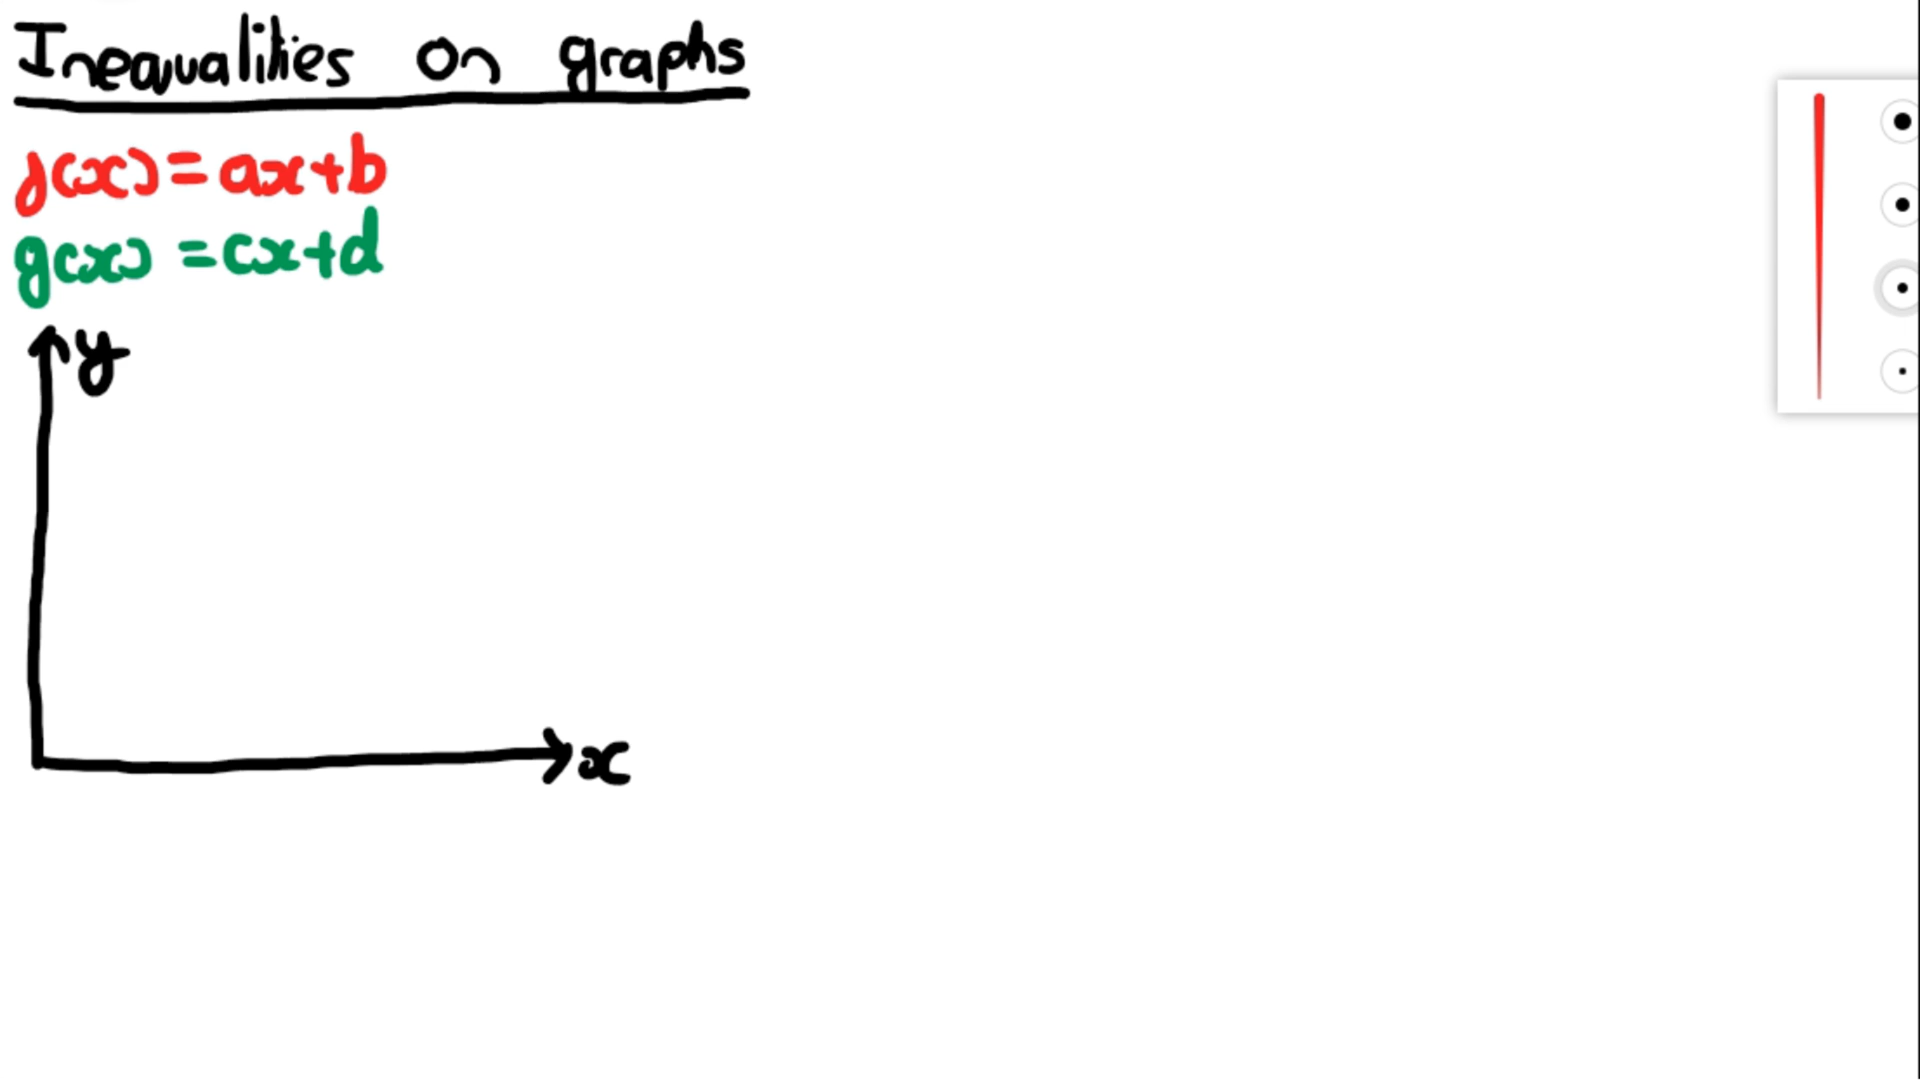 Inequalities on graphs
f(x)=ax+b
g(x)=cx+d
y
x